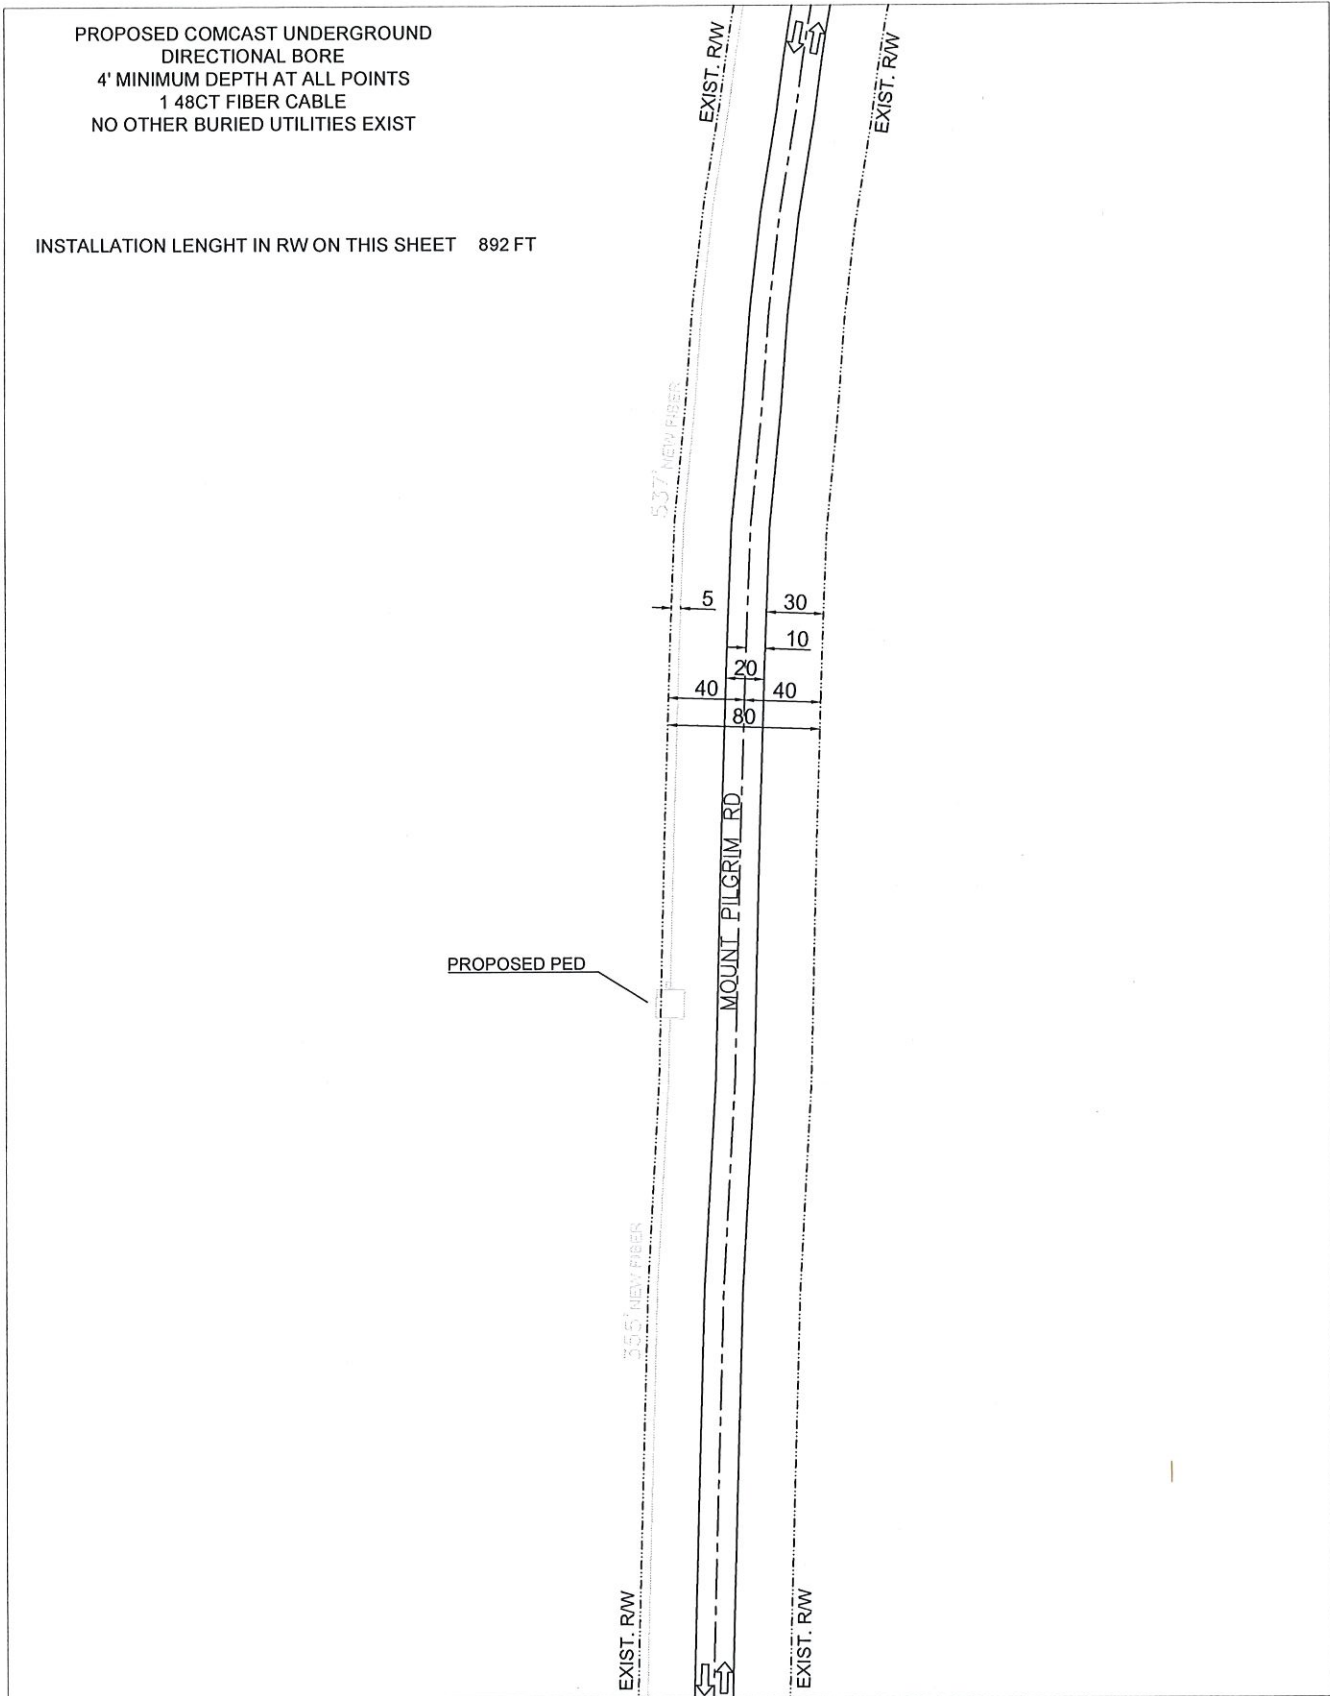 PROPOSED COMCAST UNDERGROUND
DIRECTIONAL BORE
4' MINIMUM DEPTH AT ALL POINTS
1 48CT FIBER CABLE
NO OTHER BURIED UTILITIES EXIST
INSTALLATION LENGHT IN RW ON THIS SHEET 892 FT
EXIST. R/W
EXIST. R/W
537' NEW FIBER
5
30
10
20
40
40
80
MOUNT PILGRIM RD
PROPOSED PED
355' NEW FIBER
EXIST. R/W
EXIST. R/W